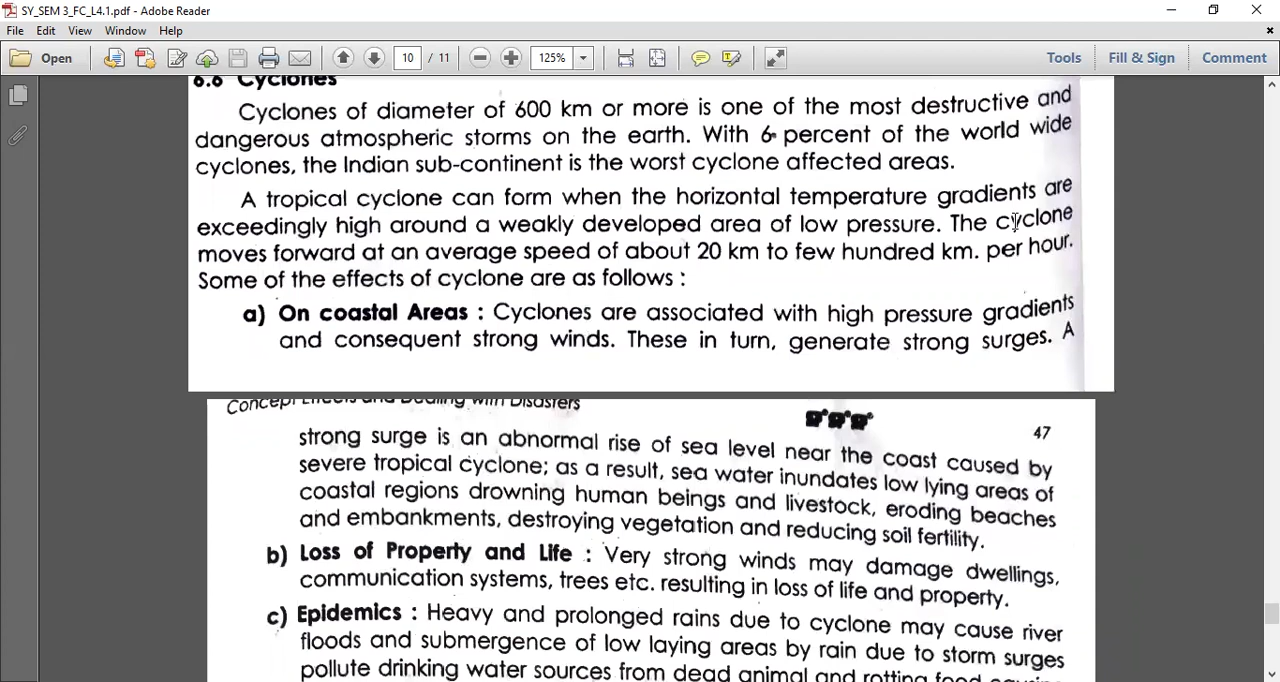 SY_SEM 3_FC_L4.1.pdf - Adobe Reader
File Edit View Window Help
Open 10 / 11 125% Tools Fill & Sign Comment
6.6 Cyclones
Cyclones of diameter of 600 km or more is one of the most destructive and
dangerous atmospheric storms on the earth. With 6 percent of the world wide
cyclones, the Indian sub-continent is the worst cyclone affected areas.
A tropical cyclone can form when the horizontal temperature gradients are
exceedingly high around a weakly developed area of low pressure. The cyclone
moves forward at an average speed of about 20 km to few hundred km. per hour.
Some of the effects of cyclone are as follows :
a) On coastal Areas : Cyclones are associated with high pressure gradients
and consequent strong winds. These in turn, generate strong surges. A
Concept Effects and Dealing with Disasters
47
strong surge is an abnormal rise of sea level near the coast caused by
severe tropical cyclone; as a result, sea water inundates low lying areas of
coastal regions drowning human beings and livestock, eroding beaches
and embankments, destroying vegetation and reducing soil fertility.
b) Loss of Property and Life : Very strong winds may damage dwellings,
communication systems, trees etc. resulting in loss of life and property.
c) Epidemics : Heavy and prolonged rains due to cyclone may cause river
floods and submergence of low laying areas by rain due to storm surges
pollute drinking water sources from dead animal and rotting food causing